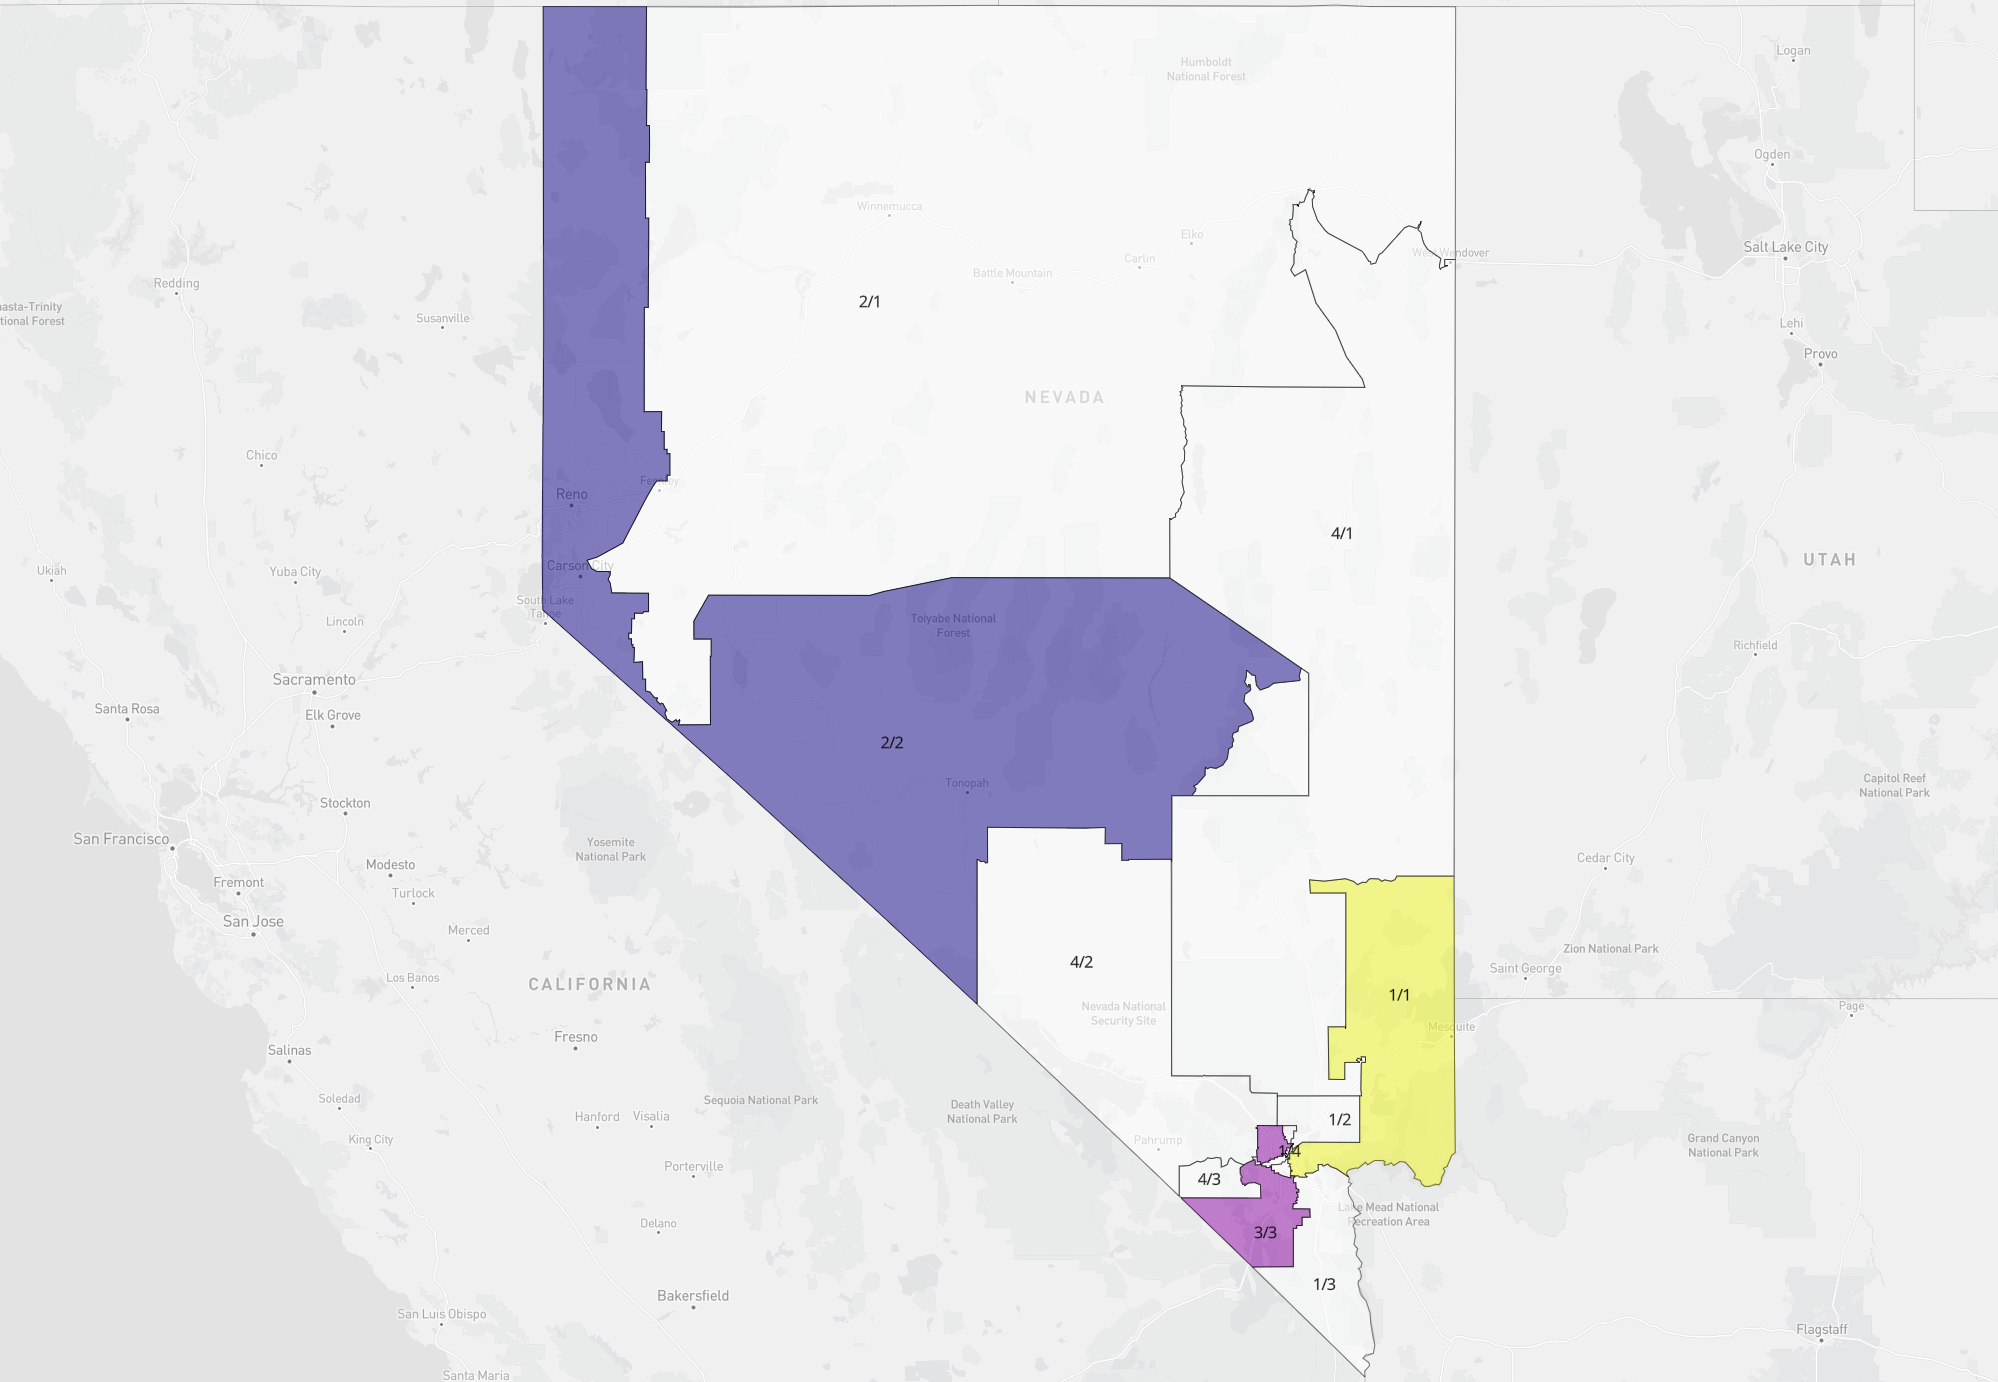 Logan
Humboldt
National Forest
Ogden
Winnemucca
Elko
Salt Lake City
West Wendover
Carlin
Battle Mountain
Redding
2/1
asta-Trinity
tional Forest
Susanville
Lehi
Provo
NEVADA
Chico
Reno
Fernley
4/1
UTAH
Carson City
Ukiah
Yuba City
South Lake
Tahoe
Lincoln
Toiyabe National
Forest
Richfield
Sacramento
Santa Rosa
Elk Grove
2/2
Tonopah
Capitol Reef
National Park
Stockton
San Francisco
Yosemite
National Park
Modesto
Cedar City
Fremont
Turlock
San Jose
Merced
Zion National Park
4/2
Saint George
Los Banos
CALIFORNIA
1/1
Nevada National
Security Site
Page
Mesquite
Fresno
Salinas
Soledad
Sequoia National Park
Death Valley
National Park
Hanford
Visalia
1/2
King City
Pahrump
Grand Canyon
National Park
Porterville
4/3
Lake Mead National
Recreation Area
Delano
3/3
1/3
Bakersfield
San Luis Obispo
Flagstaff
Santa Maria